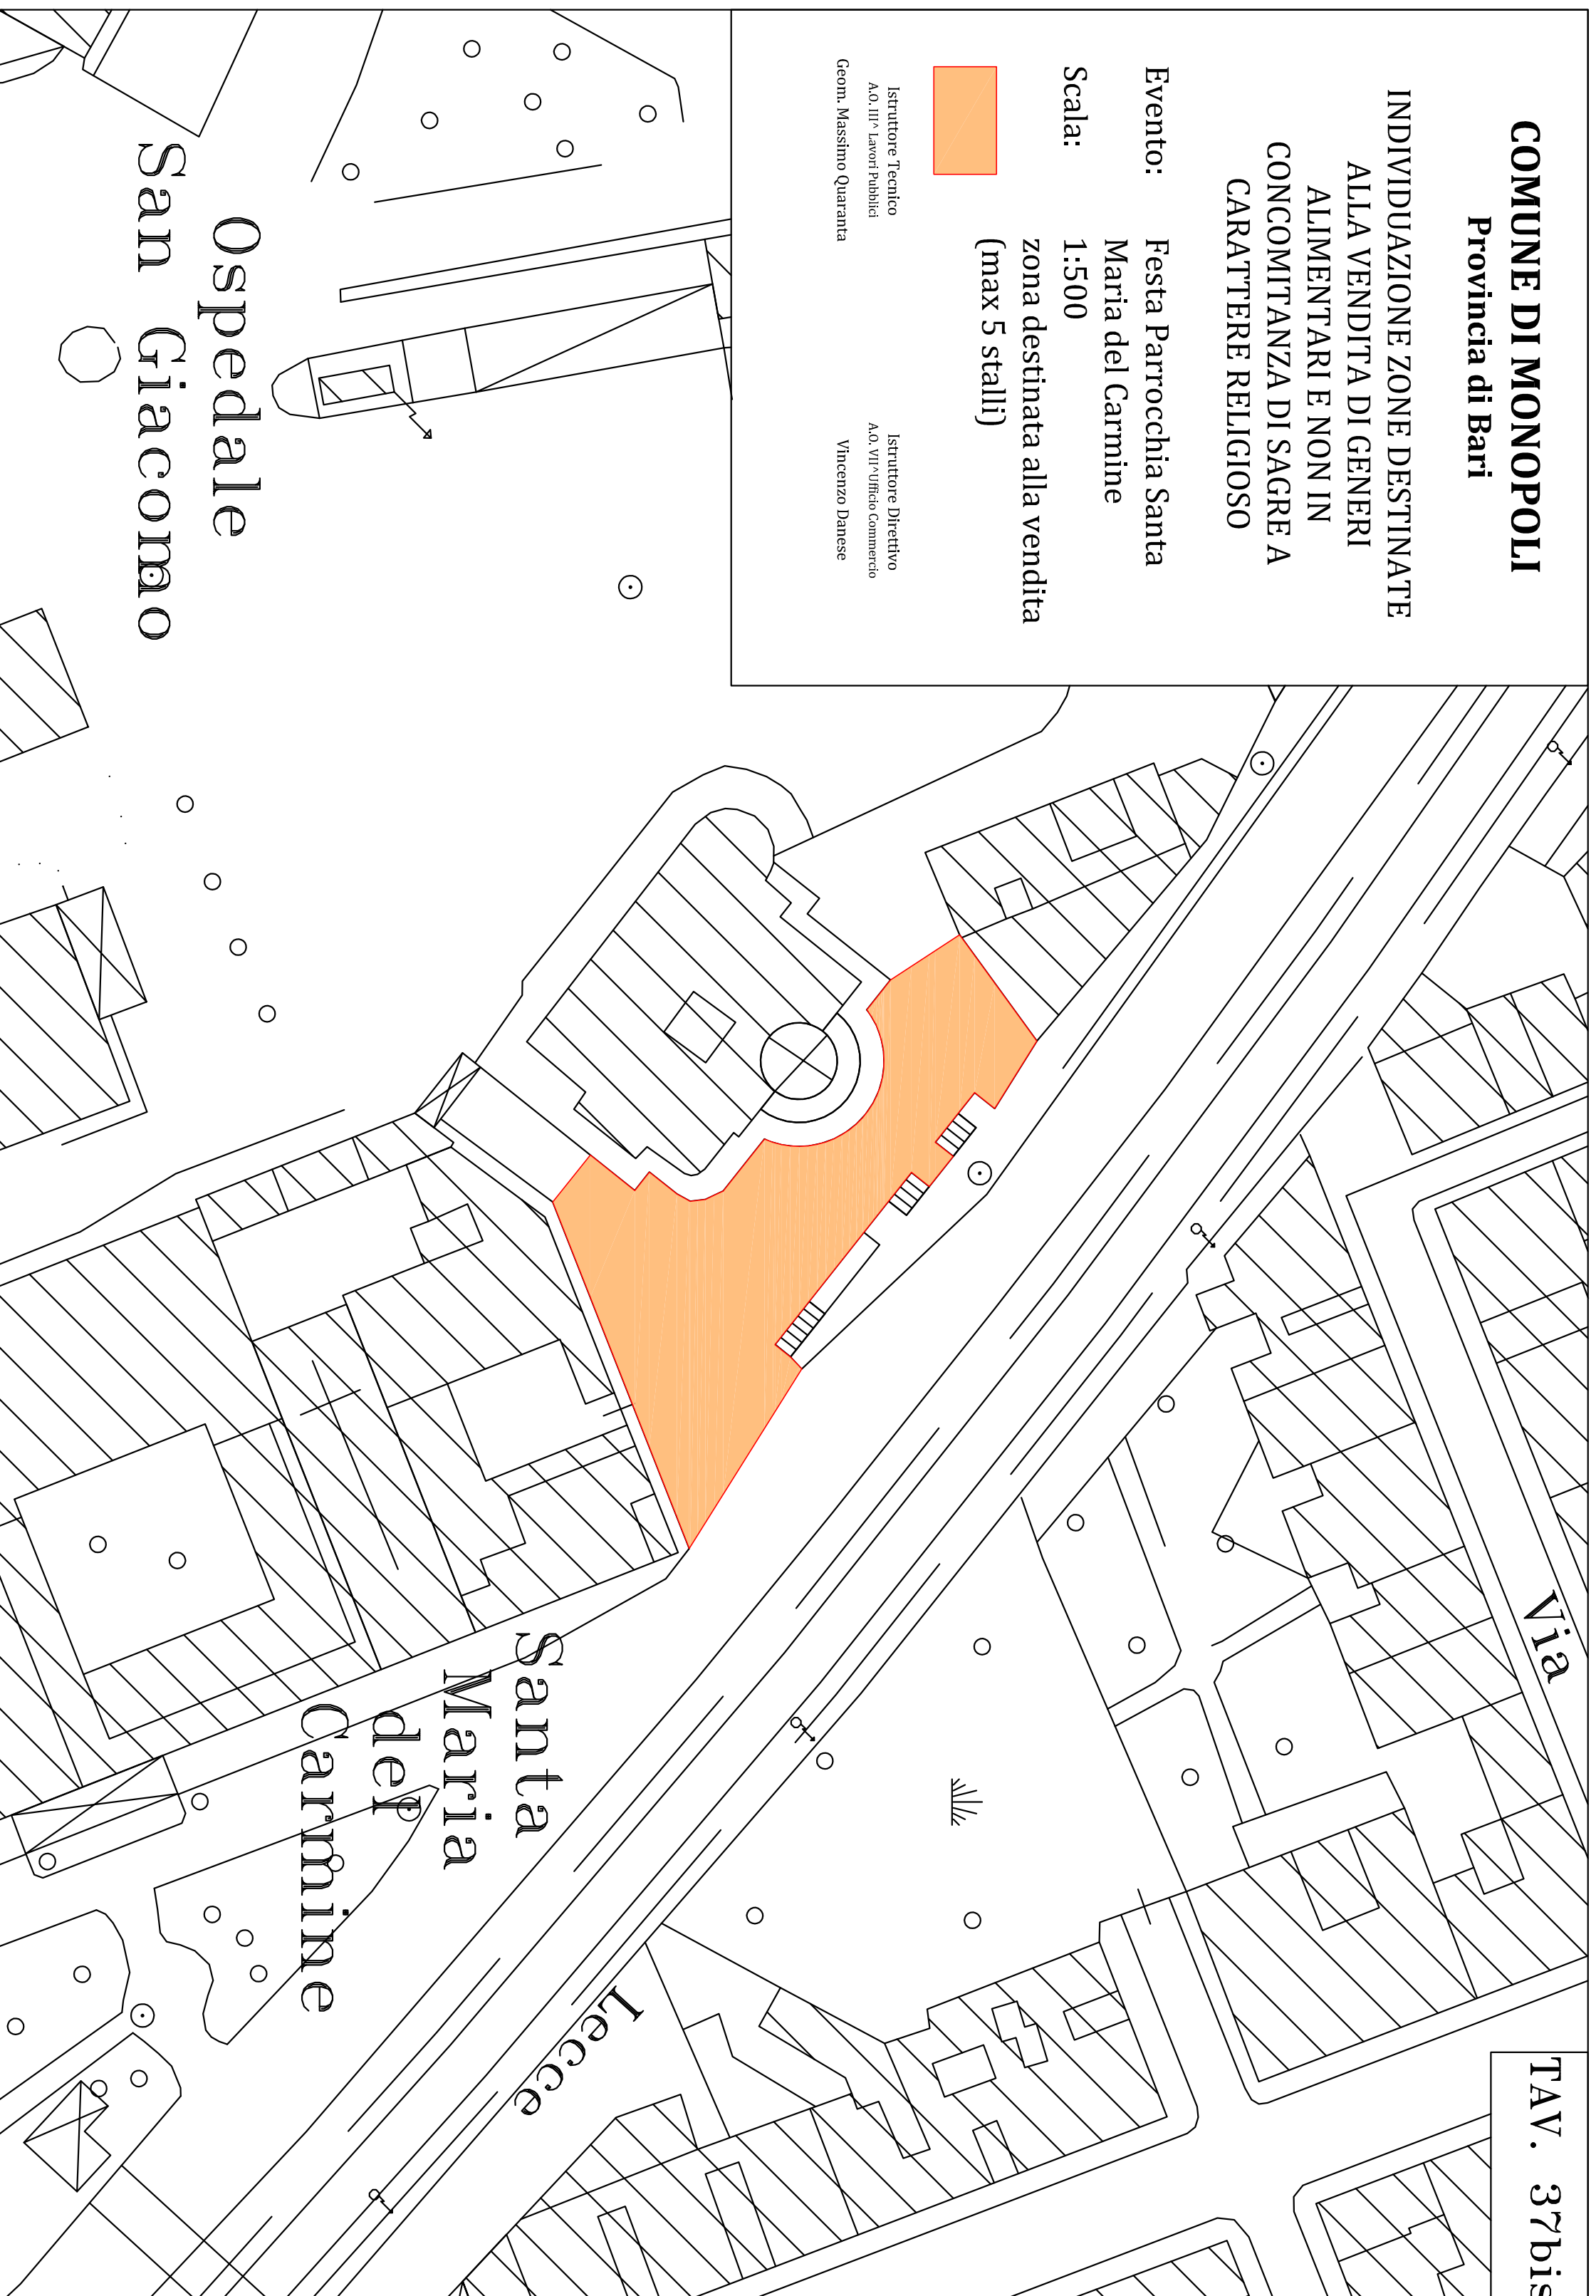 COMUNE DI MONOPOLI
Provincia di Bari
INDIVIDUAZIONE ZONE DESTINATE
ALLA VENDITA DI GENERI
ALIMENTARI E NON IN
CONCOMITANZA DI SAGRE A
CARATTERE RELIGIOSO
Evento: Festa Parrocchia Santa
Maria del Carmine
Scala: 1:500
zona destinata alla vendita
(max 5 stalli)
Istruttore Tecnico
A.O. III^ Lavori Pubblici
Geom. Massimo Quaranta
Istruttore Direttivo
A.O. VII^Ufficio Commercio
Vincenzo Danese
Ospedale
San Giacomo
Via
Santa
Maria
del
Carmine
Lecce
TAV. 37bis